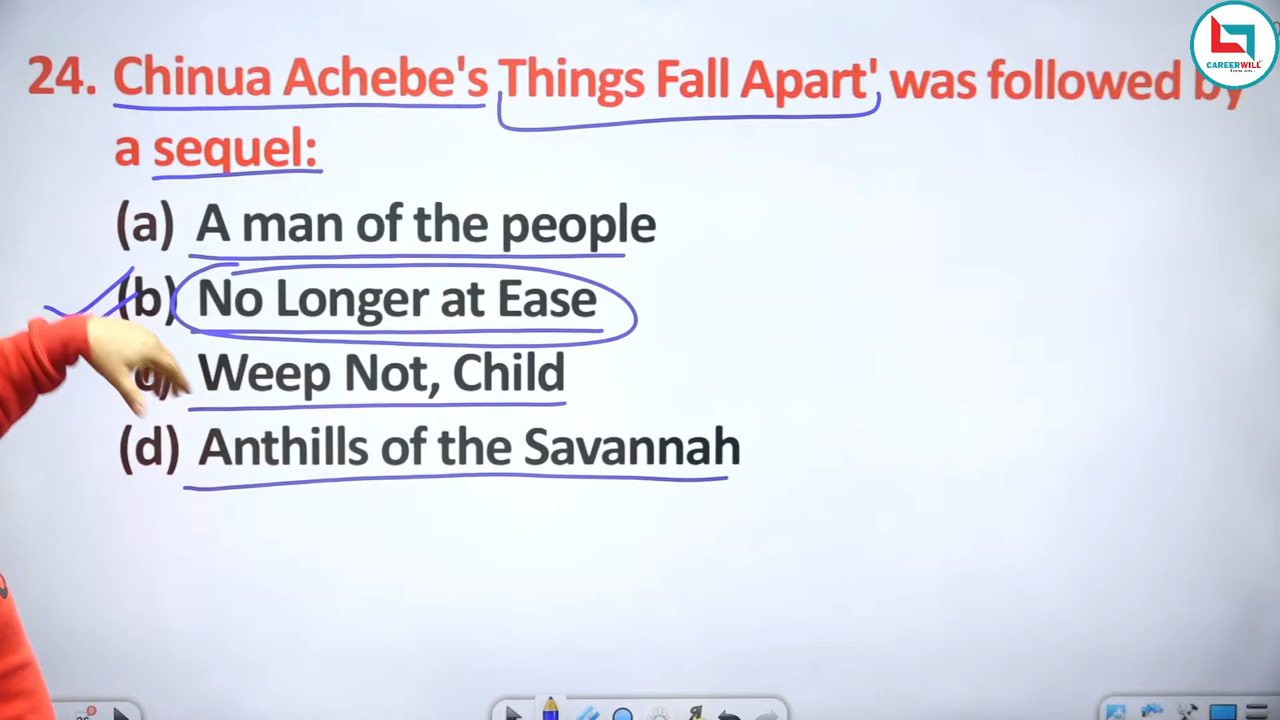 24. Chinua Achebe's Things Fall Apart' was followed by
a sequel:
(a) A man of the people
(b) No Longer at Ease
Weep Not, Child
(d) Anthills of the Savannah
CAREERWILL